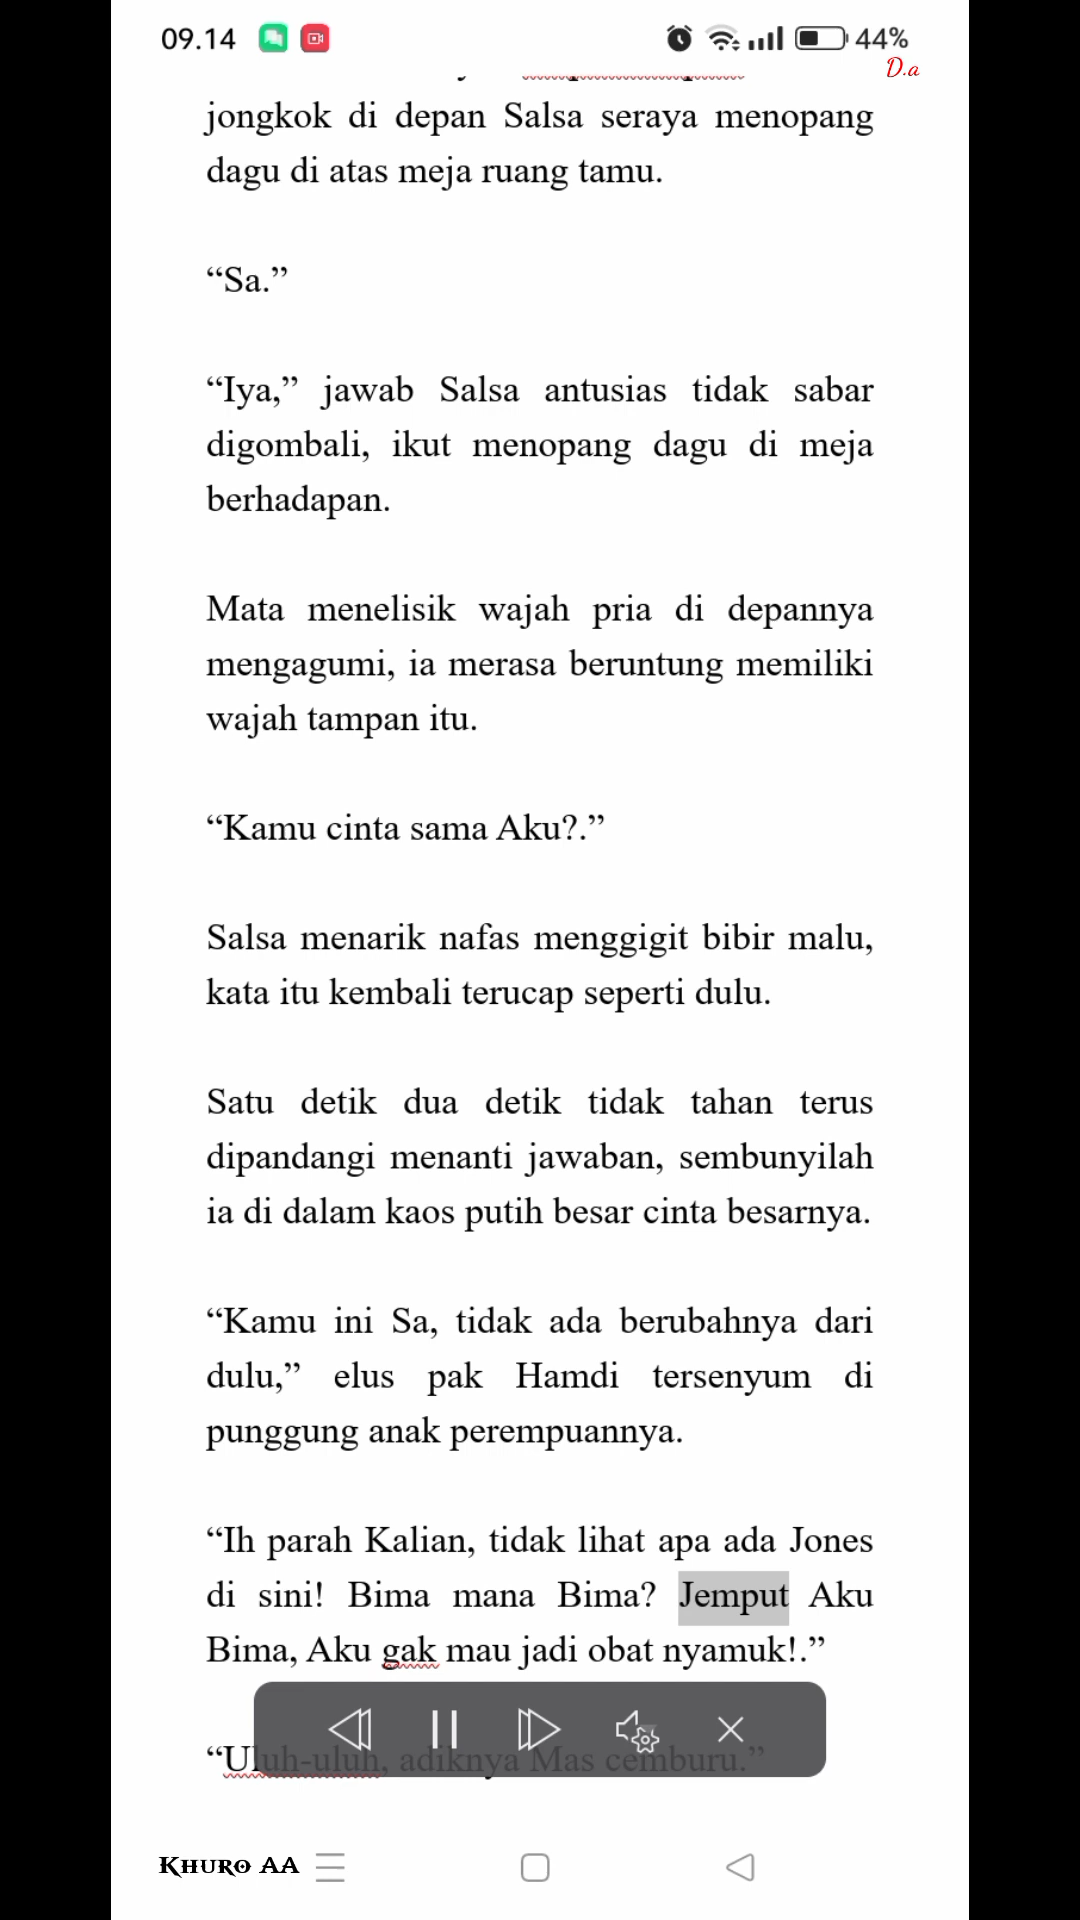 09.14
44%
D.a
jongkok di depan Salsa seraya menopang
dagu di atas meja ruang tamu.
“Sa.”
“Iya,” jawab Salsa antusias tidak sabar
digombali, ikut menopang dagu di meja
berhadapan.
Mata menelisik wajah pria di depannya
mengagumi, ia merasa beruntung memiliki
wajah tampan itu.
“Kamu cinta sama Aku?.”
Salsa menarik nafas menggigit bibir malu,
kata itu kembali terucap seperti dulu.
Satu detik dua detik tidak tahan terus
dipandangi menanti jawaban, sembunyilah
ia di dalam kaos putih besar cinta besarnya.
“Kamu ini Sa, tidak ada berubahnya dari
dulu,” elus pak Hamdi tersenyum di
punggung anak perempuannya.
“Ih parah Kalian, tidak lihat apa ada Jones
di sini! Bima mana Bima? Jemput Aku
Bima, Aku gak mau jadi obat nyamuk!.”
“Uluh-uluh, adiknya Mas cemburu.”
Khuro AA